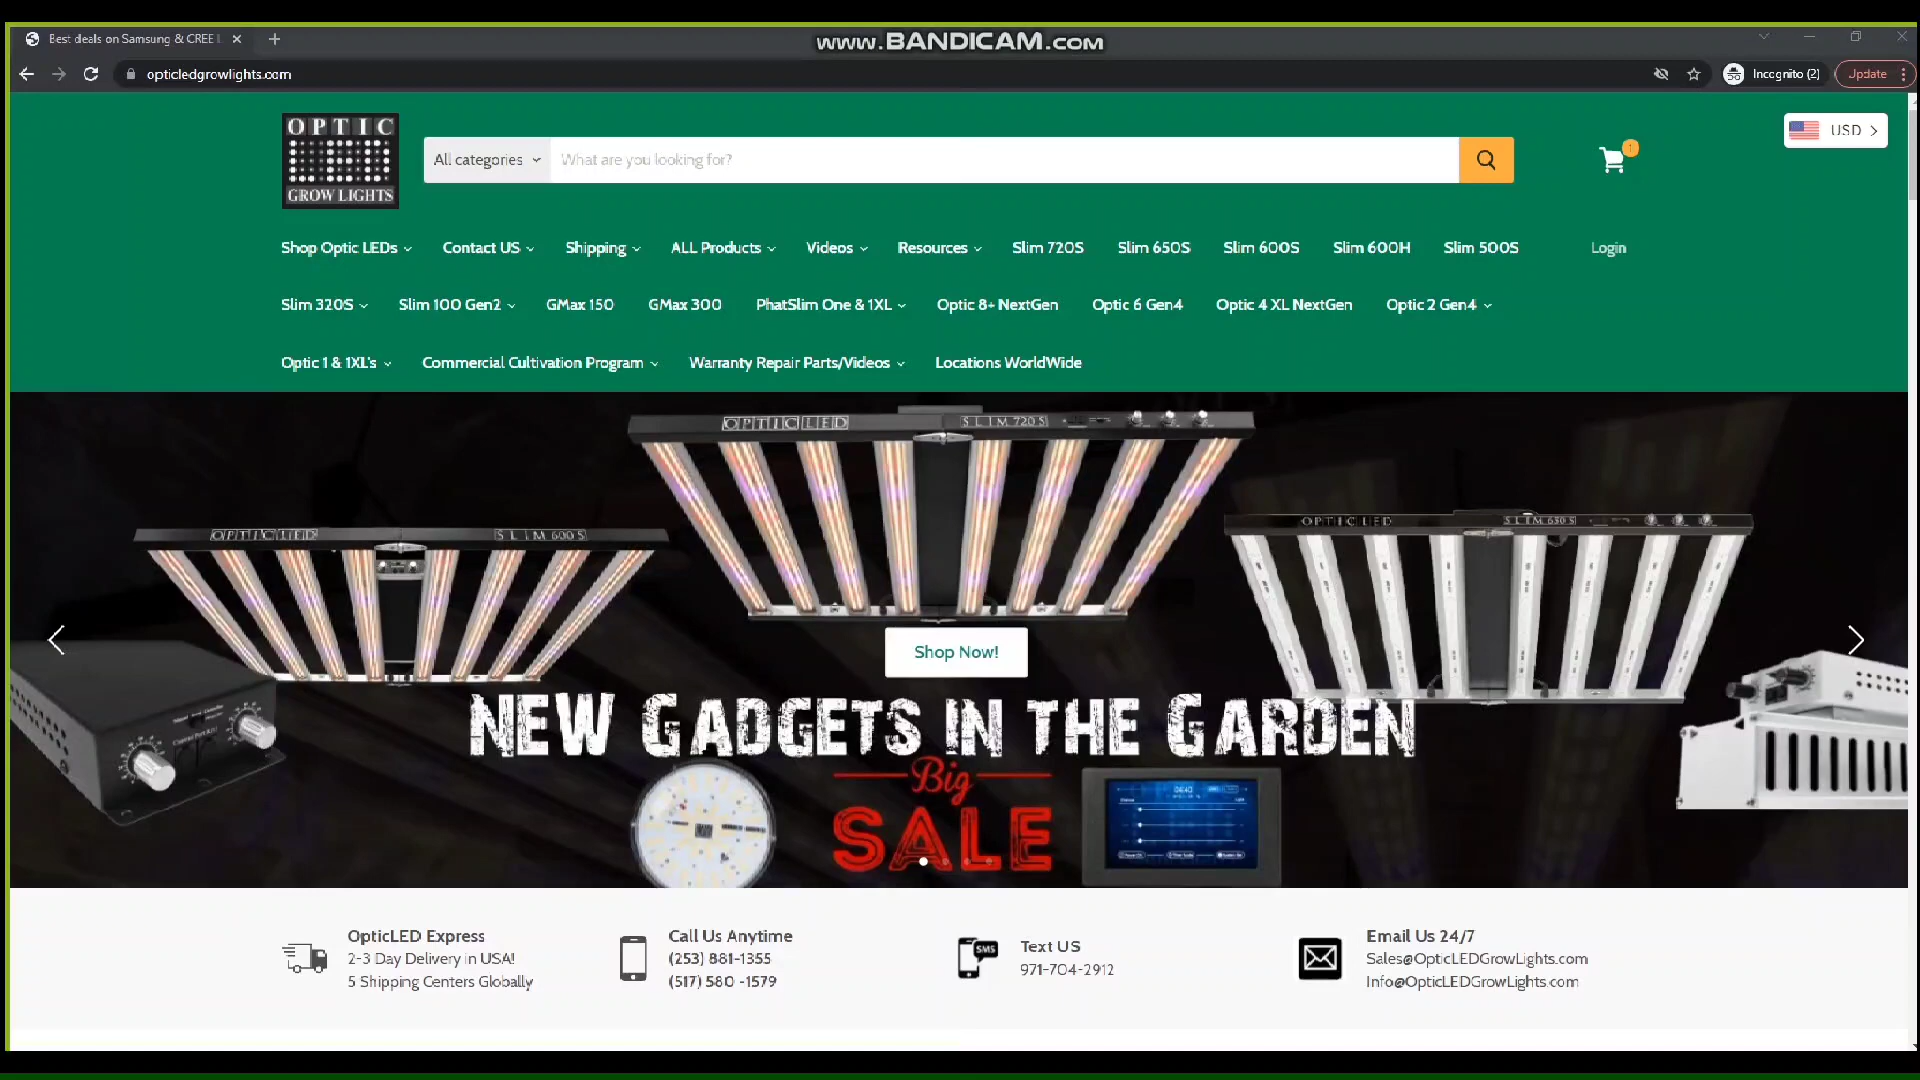 Best deals on Samsung & CREE
www.BANDICAM.com
opticledgrowlights.com
Incognito (2)
Update
OPTIC
LED
GROW LIGHTS
All categories
What are you looking for?
1
USD
Shop Optic LEDs
Contact US
Shipping
ALL Products
Videos
Resources
Slim 720S
Slim 650S
Slim 600S
Slim 600H
Slim 500S
Login
Slim 320S
Slim 100 Gen2
GMax 150
GMax 300
PhatSlim One & 1XL
Optic 8+ NextGen
Optic 6 Gen4
Optic 4 XL NextGen
Optic 2 Gen4
Optic 1 & 1XL's
Commercial Cultivation Program
Warranty Repair Parts/Videos
Locations WorldWide
OPTIC LED
SLIM 720S
OPTIC LED
SLIM 600S
OPTIC LED
SLIM 650S
Shop Now!
NEW GADGETS IN THE GARDEN
Big
SALE
OpticLED Express
2-3 Day Delivery in USA!
5 Shipping Centers Globally
Call Us Anytime
(253) 881-1355
(517) 580 -1579
SMS
Text US
971-704-2912
Email Us 24/7
Sales@OpticLEDGrowLights.com
Info@OpticLEDGrowLights.com